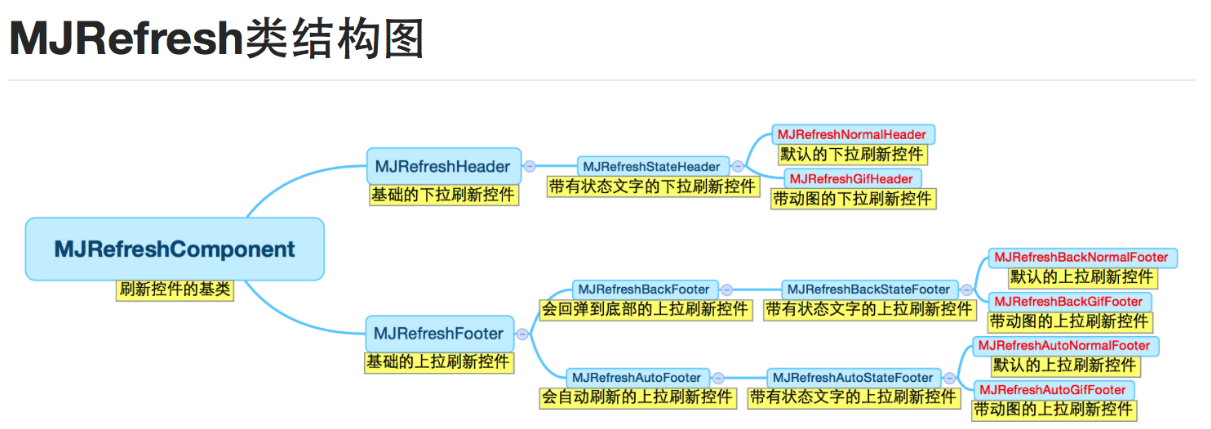 MJRefresh类结构图
MJRefreshComponent
刷新控件的基类
MJRefreshHeader
基础的下拉刷新控件
MJRefreshStateHeader
带有状态文字的下拉刷新控件
MJRefreshNormalHeader
默认的下拉刷新控件
MJRefreshGifHeader
带动图的下拉刷新控件
MJRefreshFooter
基础的上拉刷新控件
MJRefreshBackFooter
会回弹到底部的上拉刷新控件
MJRefreshBackStateFooter
带有状态文字的上拉刷新控件
MJRefreshBackNormalFooter
默认的上拉刷新控件
MJRefreshBackGifFooter
带动图的上拉刷新控件
MJRefreshAutoFooter
会自动刷新的上拉刷新控件
MJRefreshAutoStateFooter
带有状态文字的上拉刷新控件
MJRefreshAutoNormalFooter
默认的上拉刷新控件
MJRefreshAutoGifFooter
带动图的上拉刷新控件